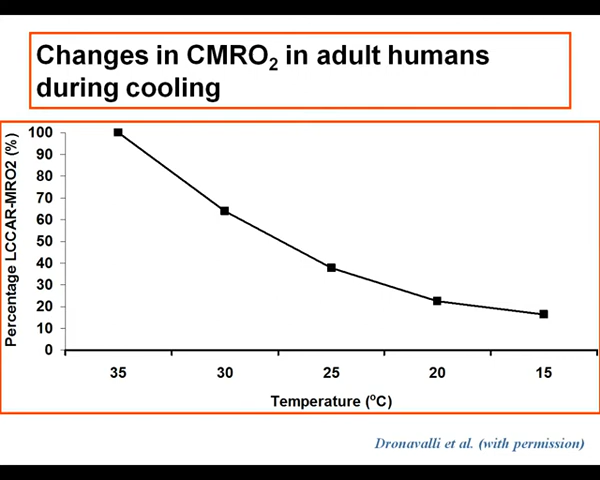 Changes in CMRO₂ in adult humans
during cooling
Percentage LCCAR-MRO2 (%)
100
90
80
70
60
50
40
30
20
10
0
35 30 25 20 15
Temperature (°C)
Dronavalli et al. (with permission)